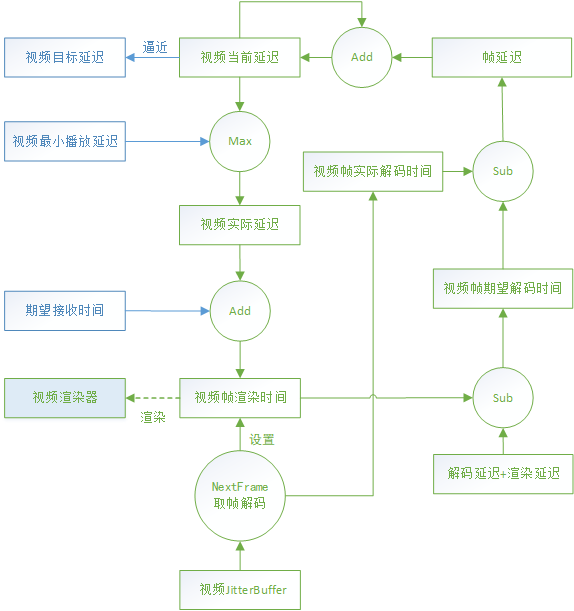 逼近
视频目标延迟
视频当前延迟
Add
帧延迟
视频最小播放延迟
Max
视频帧实际解码时间
Sub
视频实际延迟
视频帧期望解码时间
期望接收时间
Add
视频渲染器
视频帧渲染时间
Sub
渲染
设置
解码延迟+渲染延迟
NextFrame
取帧解码
视频JitterBuffer